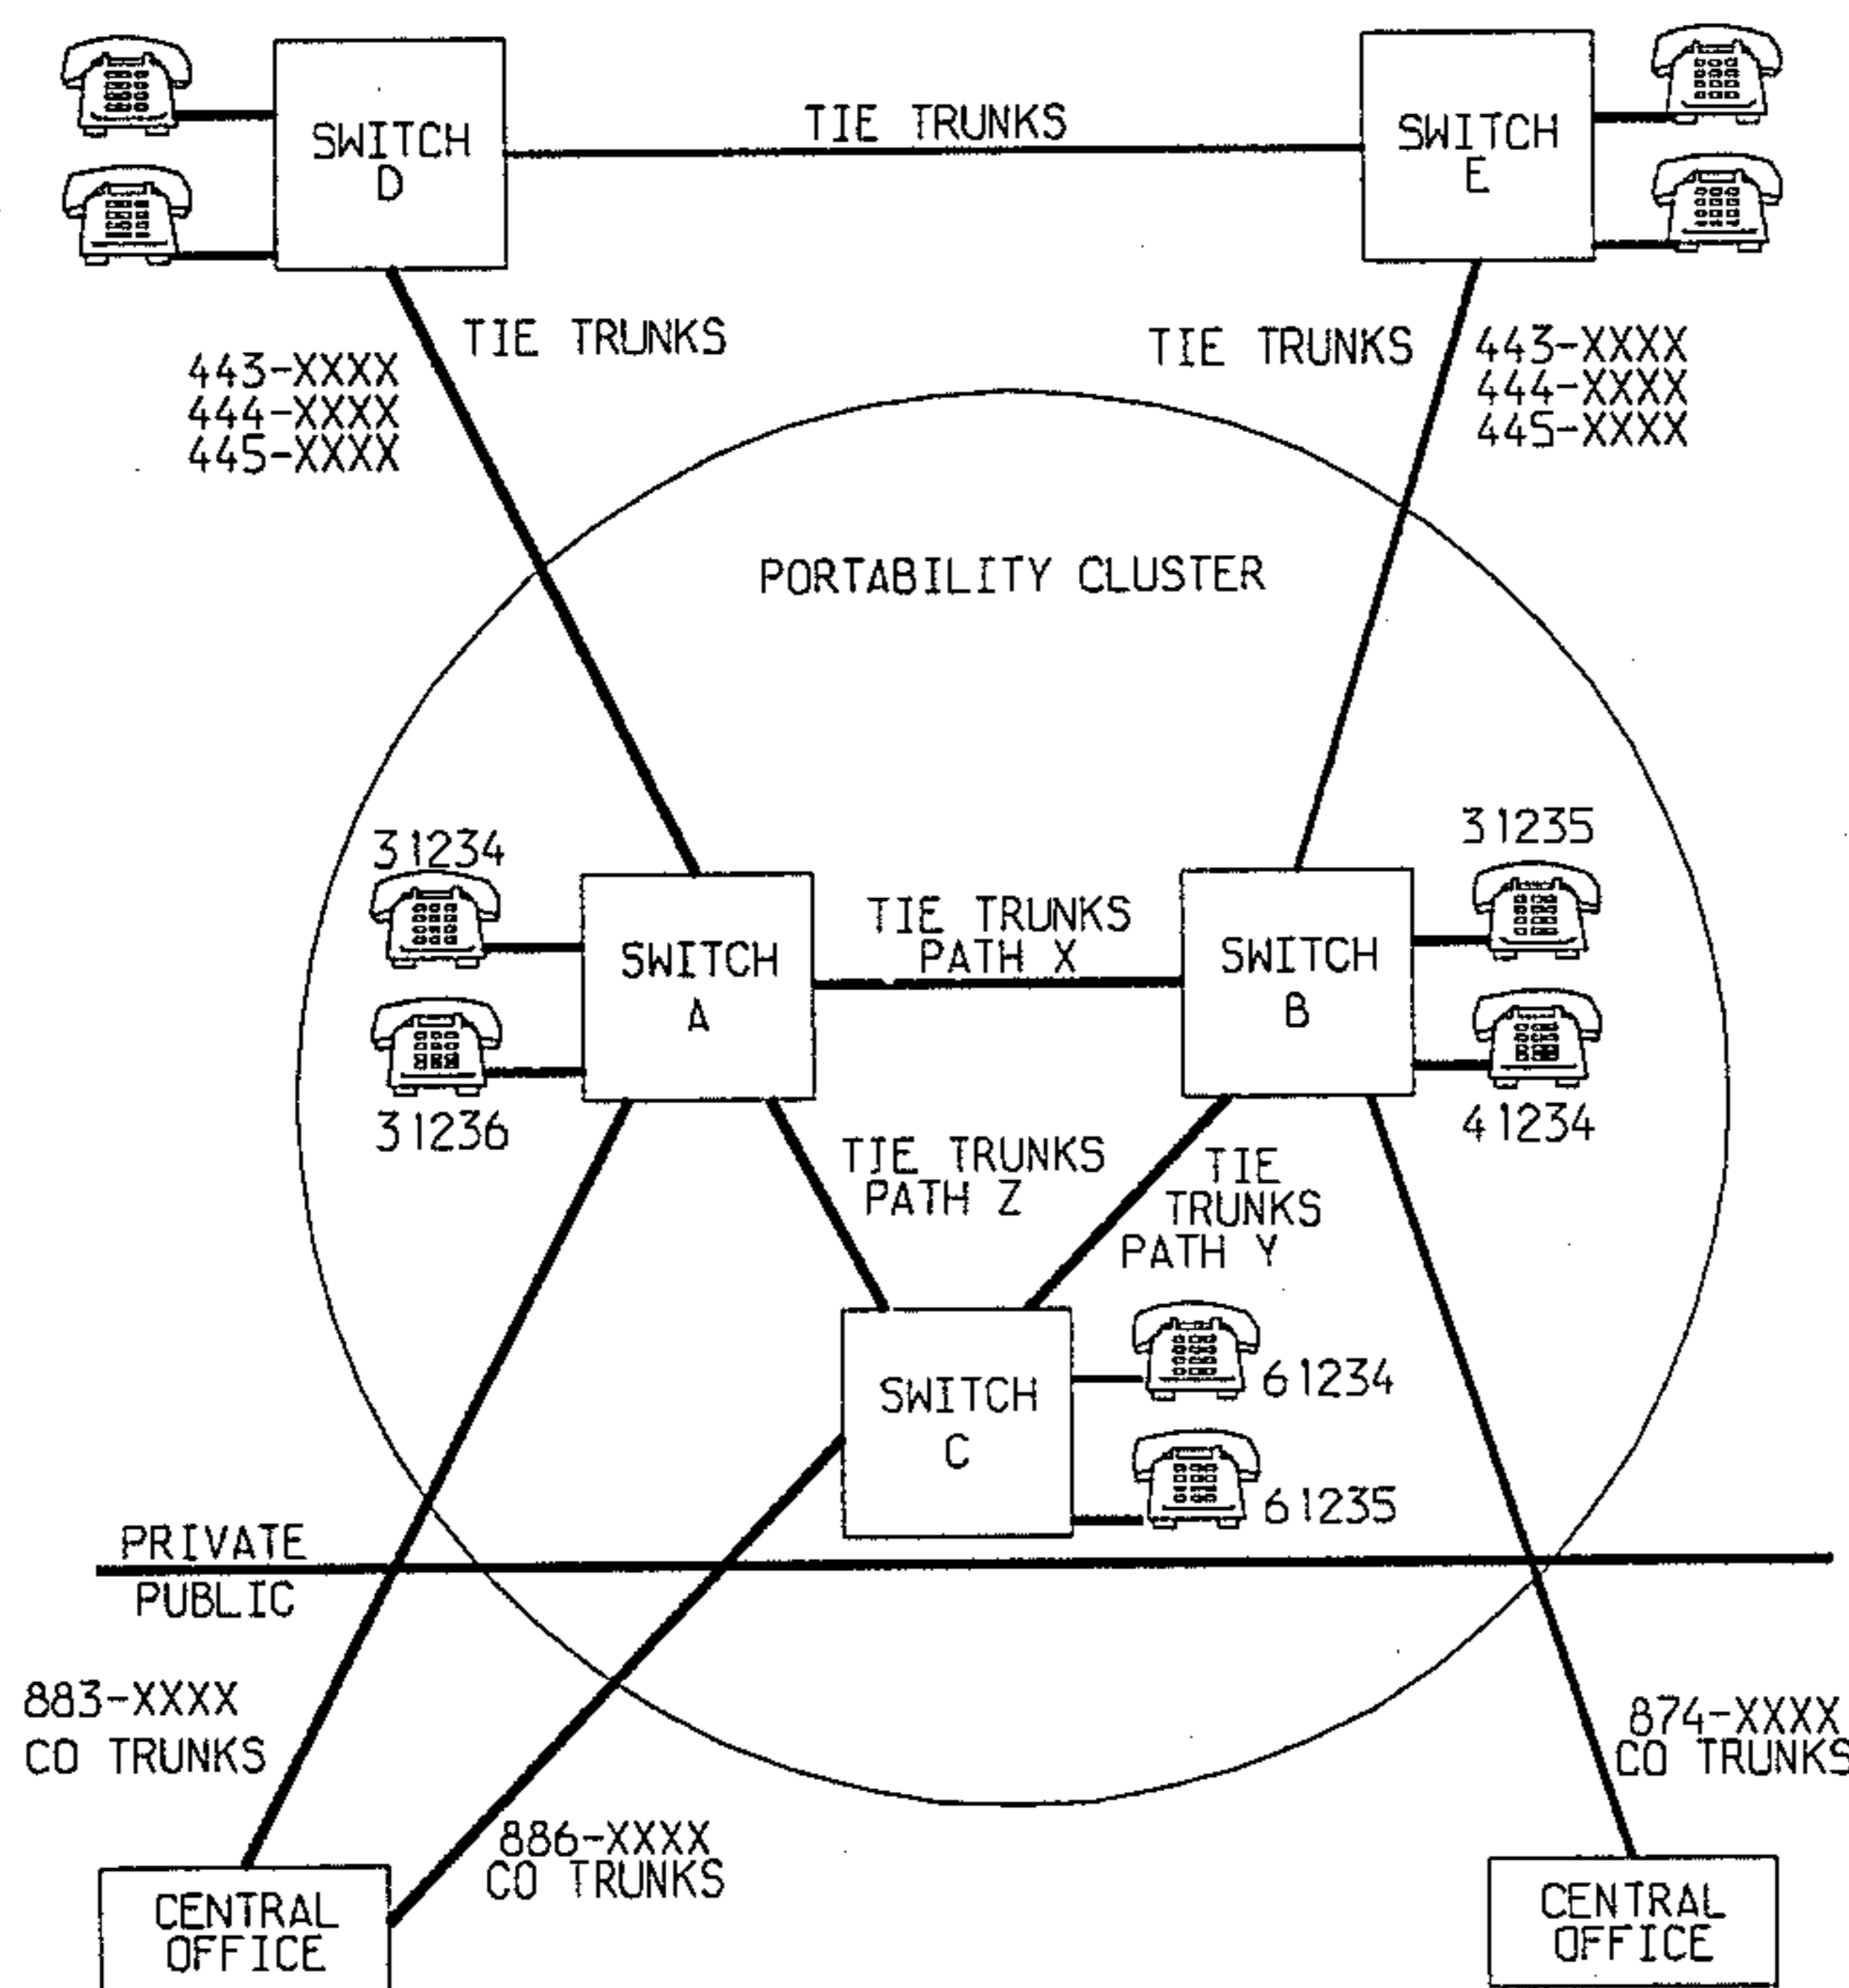 SWITCH
D
TIE TRUNKS
SWITCH
E
TIE TRUNKS
443-XXXX
444-XXXX
445-XXXX
TIE TRUNKS
443-XXXX
444-XXXX
445-XXXX
PORTABILITY CLUSTER
31234
SWITCH
A
31236
TIE TRUNKS
PATH X
SWITCH
B
31235
41234
TIE TRUNKS
PATH Z
TIE
TRUNKS
PATH Y
SWITCH
C
61234
61235
PRIVATE
PUBLIC
883-XXXX
CO TRUNKS
886-XXXX
CO TRUNKS
874-XXXX
CO TRUNKS
CENTRAL
OFFICE
CENTRAL
OFFICE